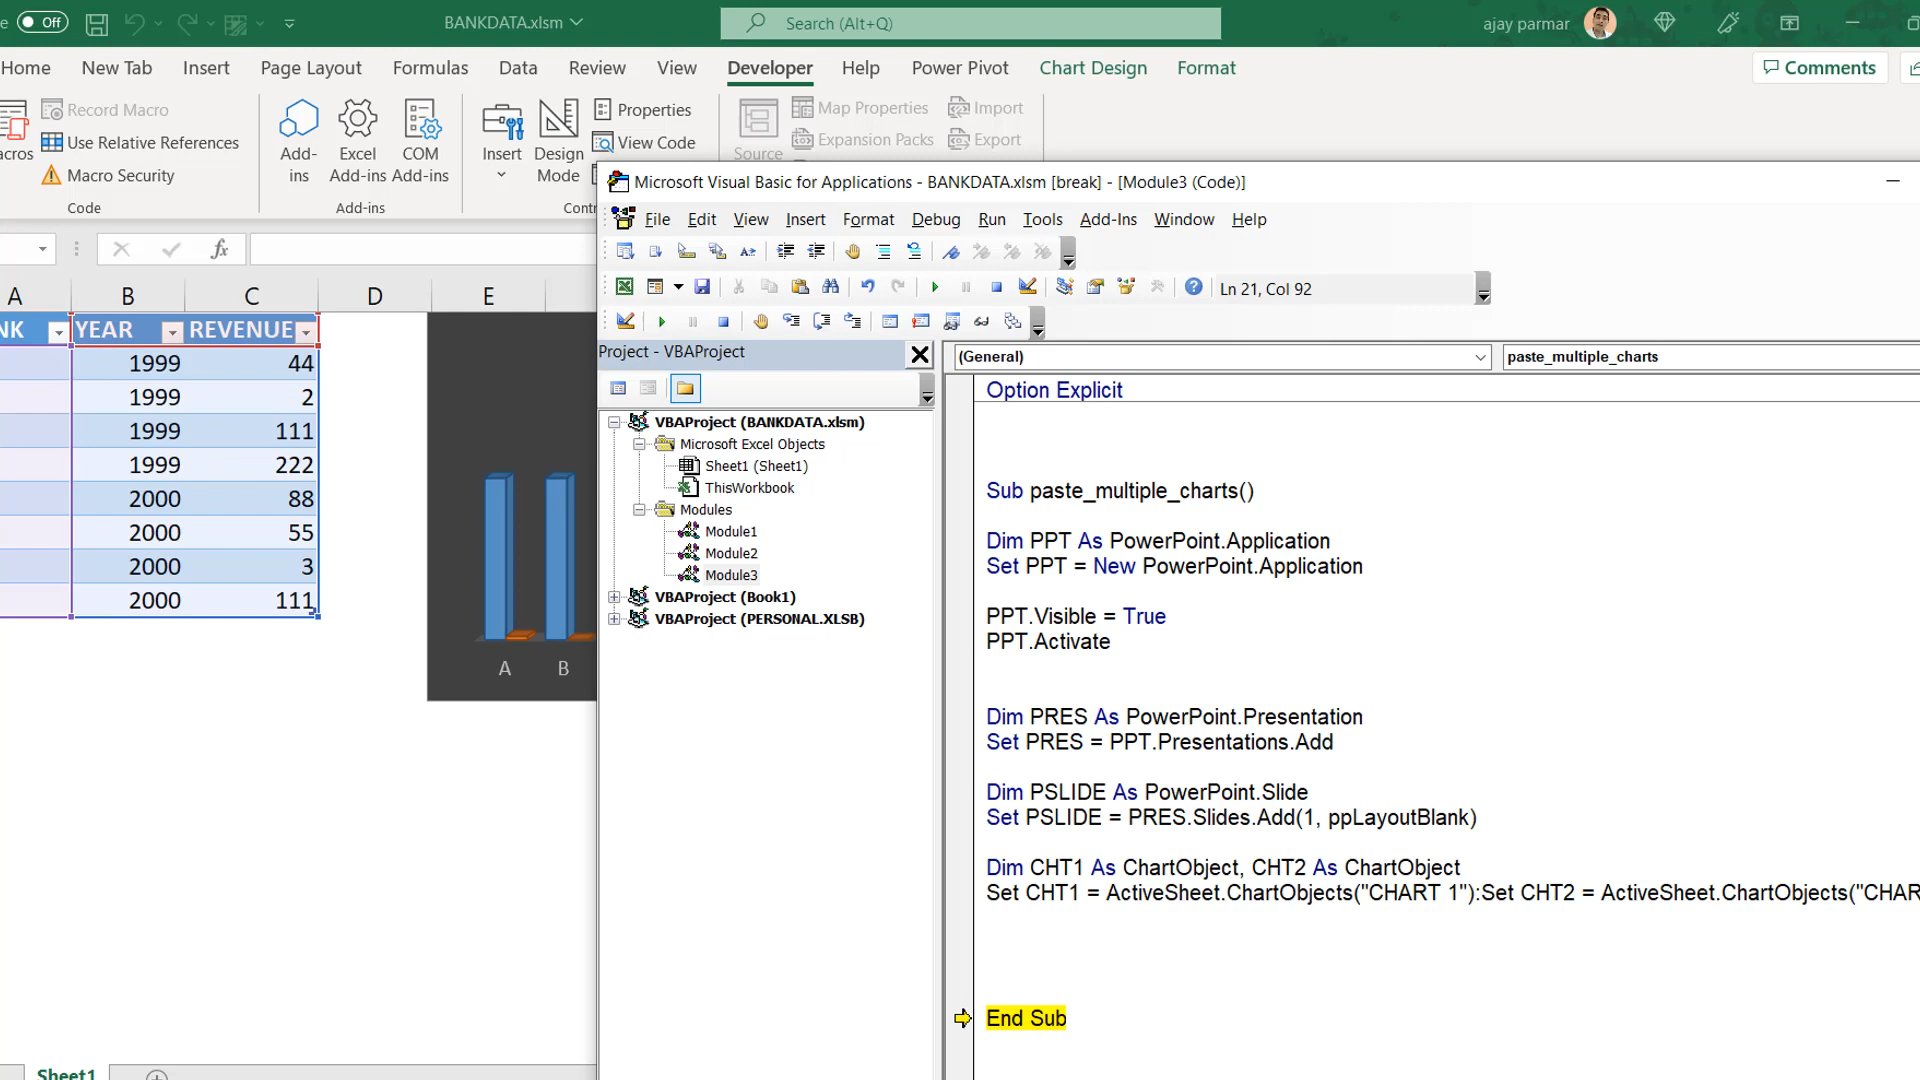 Off
BANKDATA.xlsm
Search (Alt+Q)
ajay parmar
Home New Tab Insert Page Layout Formulas Data Review View Developer Help Power Pivot Chart Design Format
Comments
Record Macro
Use Relative References
Macro Security
Code
Add-ins
Excel Add-ins
COM Add-ins
Add-ins
Insert
Design Mode
Properties
View Code
Source
Map Properties
Expansion Packs
Import
Export
fx
A B C D E
YEAR REVENUE
1999 44
1999 2
1999 111
1999 222
2000 88
2000 55
2000 3
2000 111
A B
Sheet1
Microsoft Visual Basic for Applications - BANKDATA.xlsm [break] - [Module3 (Code)]
File Edit View Insert Format Debug Run Tools Add-Ins Window Help
Ln 21, Col 92
Project - VBAProject
VBAProject (BANKDATA.xlsm)
Microsoft Excel Objects
Sheet1 (Sheet1)
ThisWorkbook
Modules
Module1
Module2
Module3
VBAProject (Book1)
VBAProject (PERSONAL.XLSB)
(General)
paste_multiple_charts
Option Explicit
Sub paste_multiple_charts()
Dim PPT As PowerPoint.Application
Set PPT = New PowerPoint.Application
PPT.Visible = True
PPT.Activate
Dim PRES As PowerPoint.Presentation
Set PRES = PPT.Presentations.Add
Dim PSLIDE As PowerPoint.Slide
Set PSLIDE = PRES.Slides.Add(1, ppLayoutBlank)
Dim CHT1 As ChartObject, CHT2 As ChartObject
Set CHT1 = ActiveSheet.ChartObjects("CHART 1"):Set CHT2 = ActiveSheet.ChartObjects("CHAR
End Sub